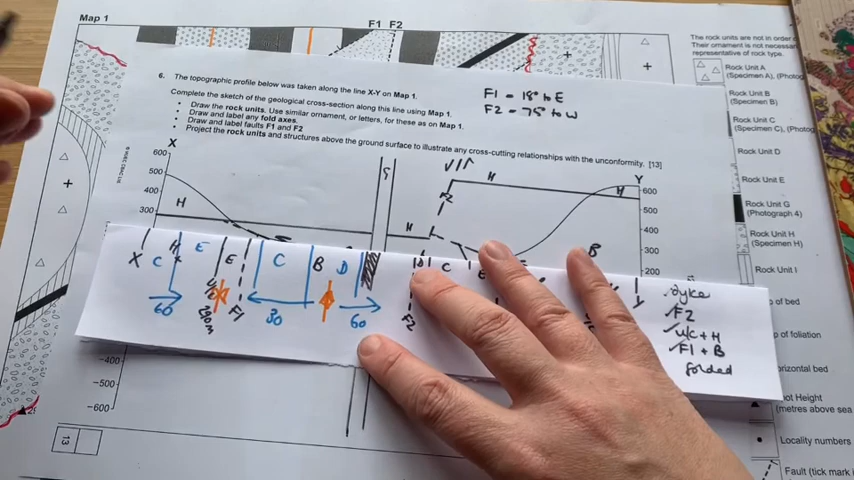 Map 1
F1 F2
The rock units are not in order
Their ornament is not necessar
representative of rock type.
Rock Unit A
(Specimen A), (Photog
Rock Unit B
(Specimen B)
Rock Unit C
(Specimen C), (Photog
Rock Unit D
Rock Unit E
Rock Unit G
(Photograph 4)
Rock Unit H
(Specimen H)
Rock Unit I
of bed
of foliation
orizontal bed
ot Height
(metres above sea
Locality numbers
Fault (tick mark i
6. The topographic profile below was taken along the line X-Y on Map 1.
Complete the sketch of the geological cross-section along this line using Map 1.
• Draw the rock units. Use similar ornament, or letters, for these as on Map 1.
• Draw and label any fold axes.
• Draw and label faults F1 and F2
• Project the rock units and structures above the ground surface to illustrate any cross-cutting relationships with the unconformity. [13]
F1 = 18° to E
F2 = 75° to W
X
600
500
400
300
H
H
F2
H
H
Y
600
500
400
300
200
B
X C H E E C B D C
F1
F2
60 30 60
Y
dyke
F2
u/c + H
F1 + B
folded
-400
-500
-600
13